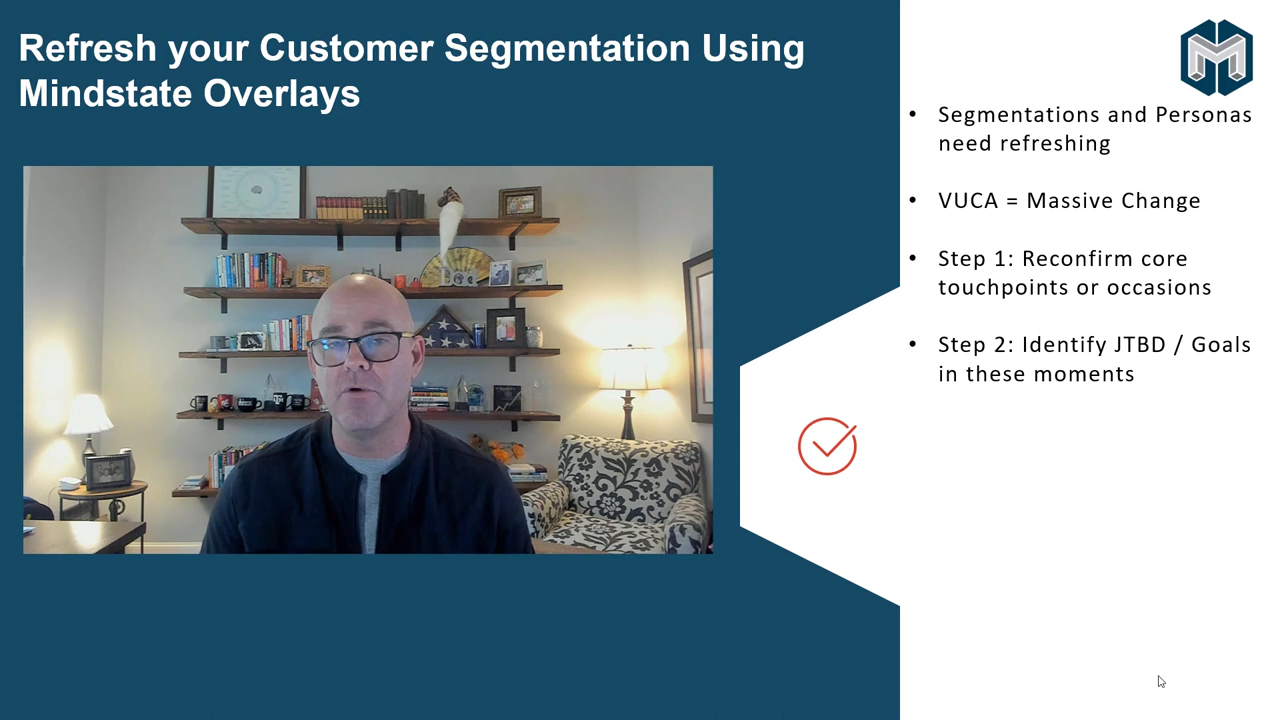 Refresh your Customer Segmentation Using
Mindstate Overlays
• Segmentations and Personas
need refreshing
• VUCA = Massive Change
• Step 1: Reconfirm core
touchpoints or occasions
• Step 2: Identify JTBD / Goals
in these moments